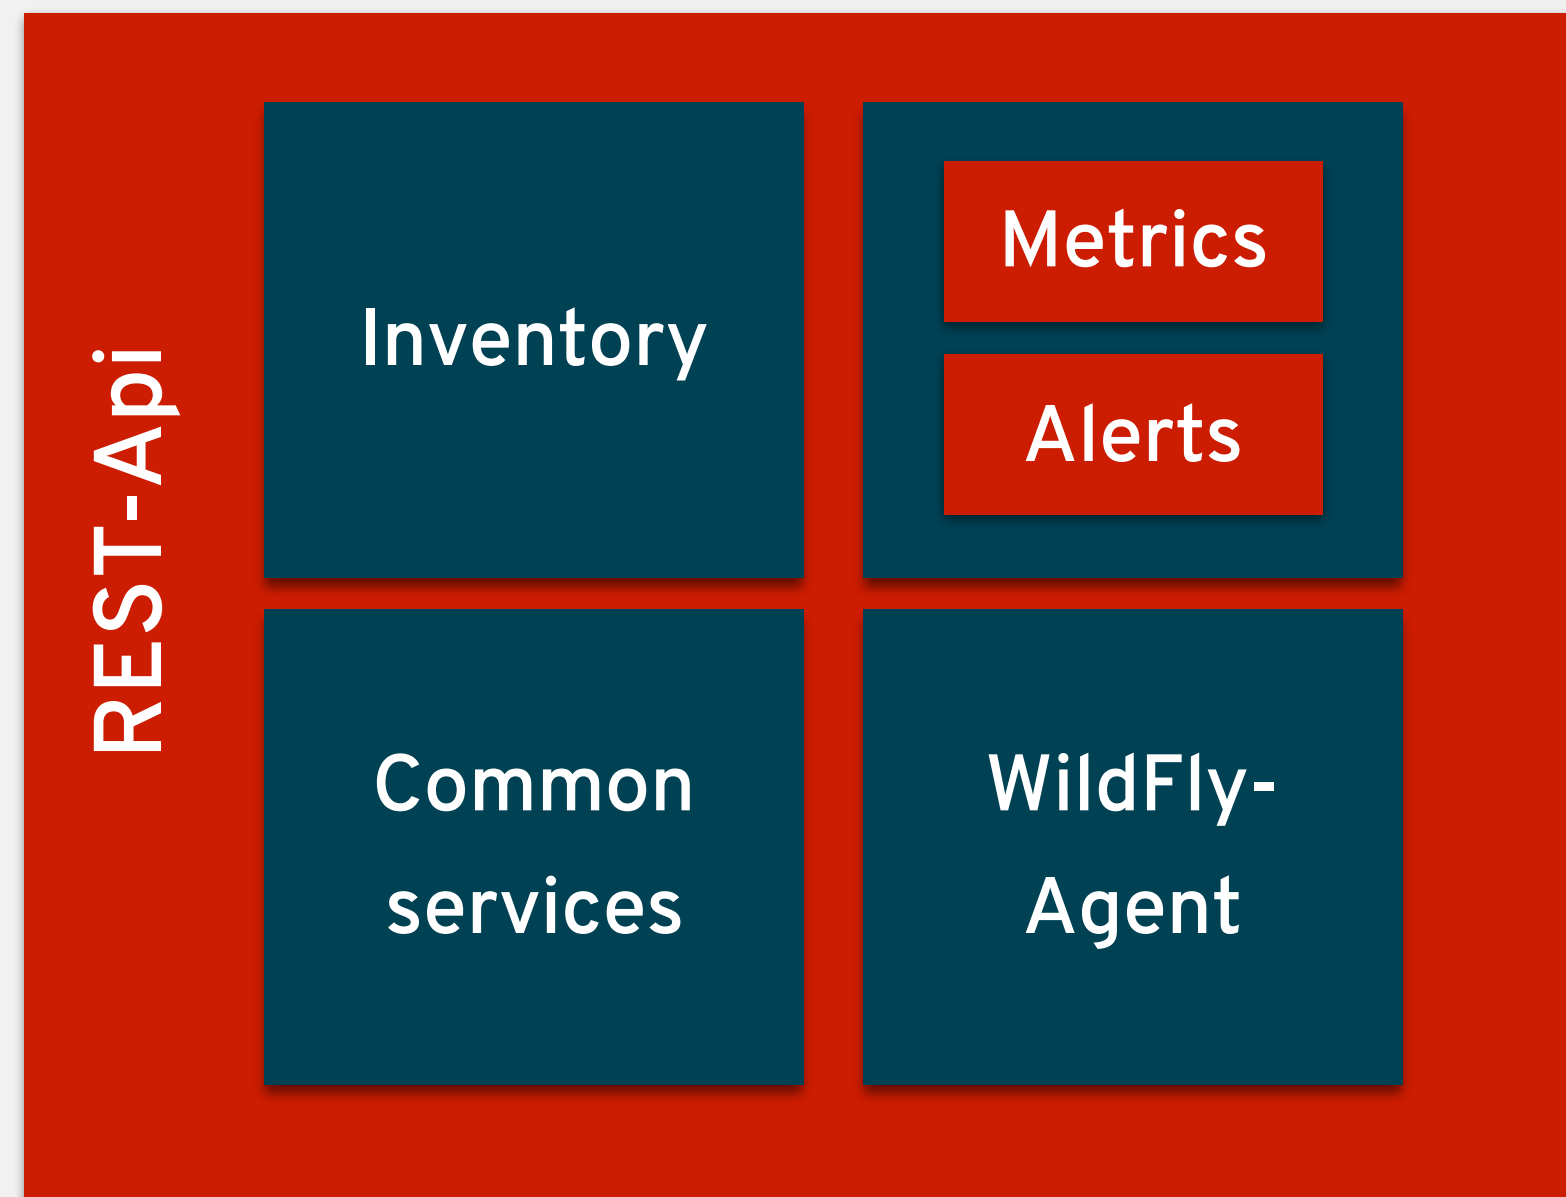 REST-Api
Inventory
Metrics
Alerts
Common
services
WildFly-
Agent